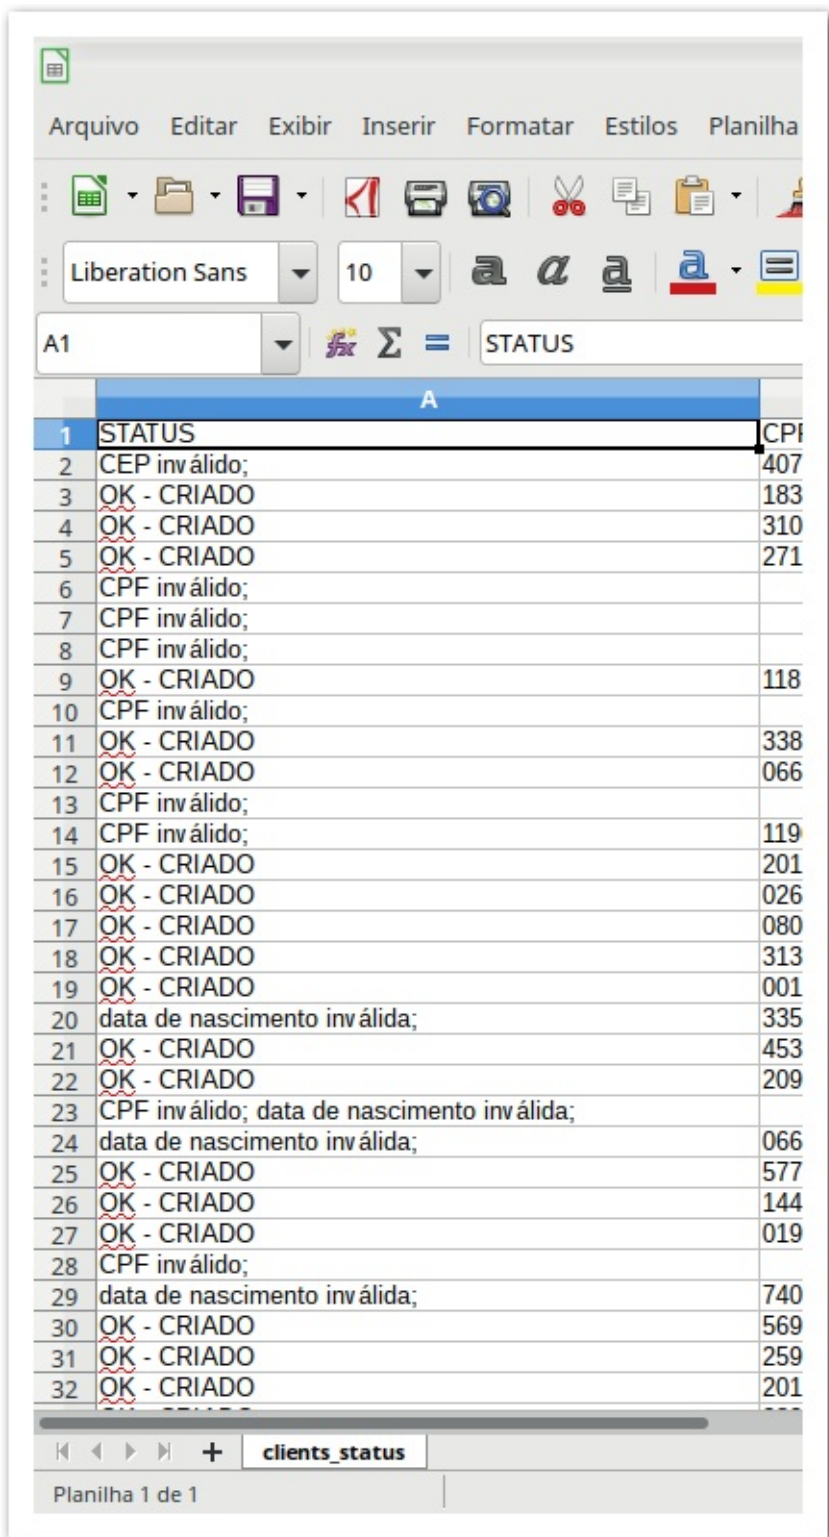 Arquivo Editar Exibir Inserir Formatar Estilos Planilha
Liberation Sans 10
A1 STATUS
A
1 STATUS CPF
2 CEP inválido; 407
3 OK - CRIADO 183
4 OK - CRIADO 310
5 OK - CRIADO 271
6 CPF inválido;
7 CPF inválido;
8 CPF inválido;
9 OK - CRIADO 118
10 CPF inválido;
11 OK - CRIADO 338
12 OK - CRIADO 066
13 CPF inválido;
14 CPF inválido; 119
15 OK - CRIADO 201
16 OK - CRIADO 026
17 OK - CRIADO 080
18 OK - CRIADO 313
19 OK - CRIADO 001
20 data de nascimento inválida; 335
21 OK - CRIADO 453
22 OK - CRIADO 209
23 CPF inválido; data de nascimento inválida;
24 data de nascimento inválida; 066
25 OK - CRIADO 577
26 OK - CRIADO 144
27 OK - CRIADO 019
28 CPF inválido;
29 data de nascimento inválida; 740
30 OK - CRIADO 569
31 OK - CRIADO 259
32 OK - CRIADO 201
clients_status
Planilha 1 de 1